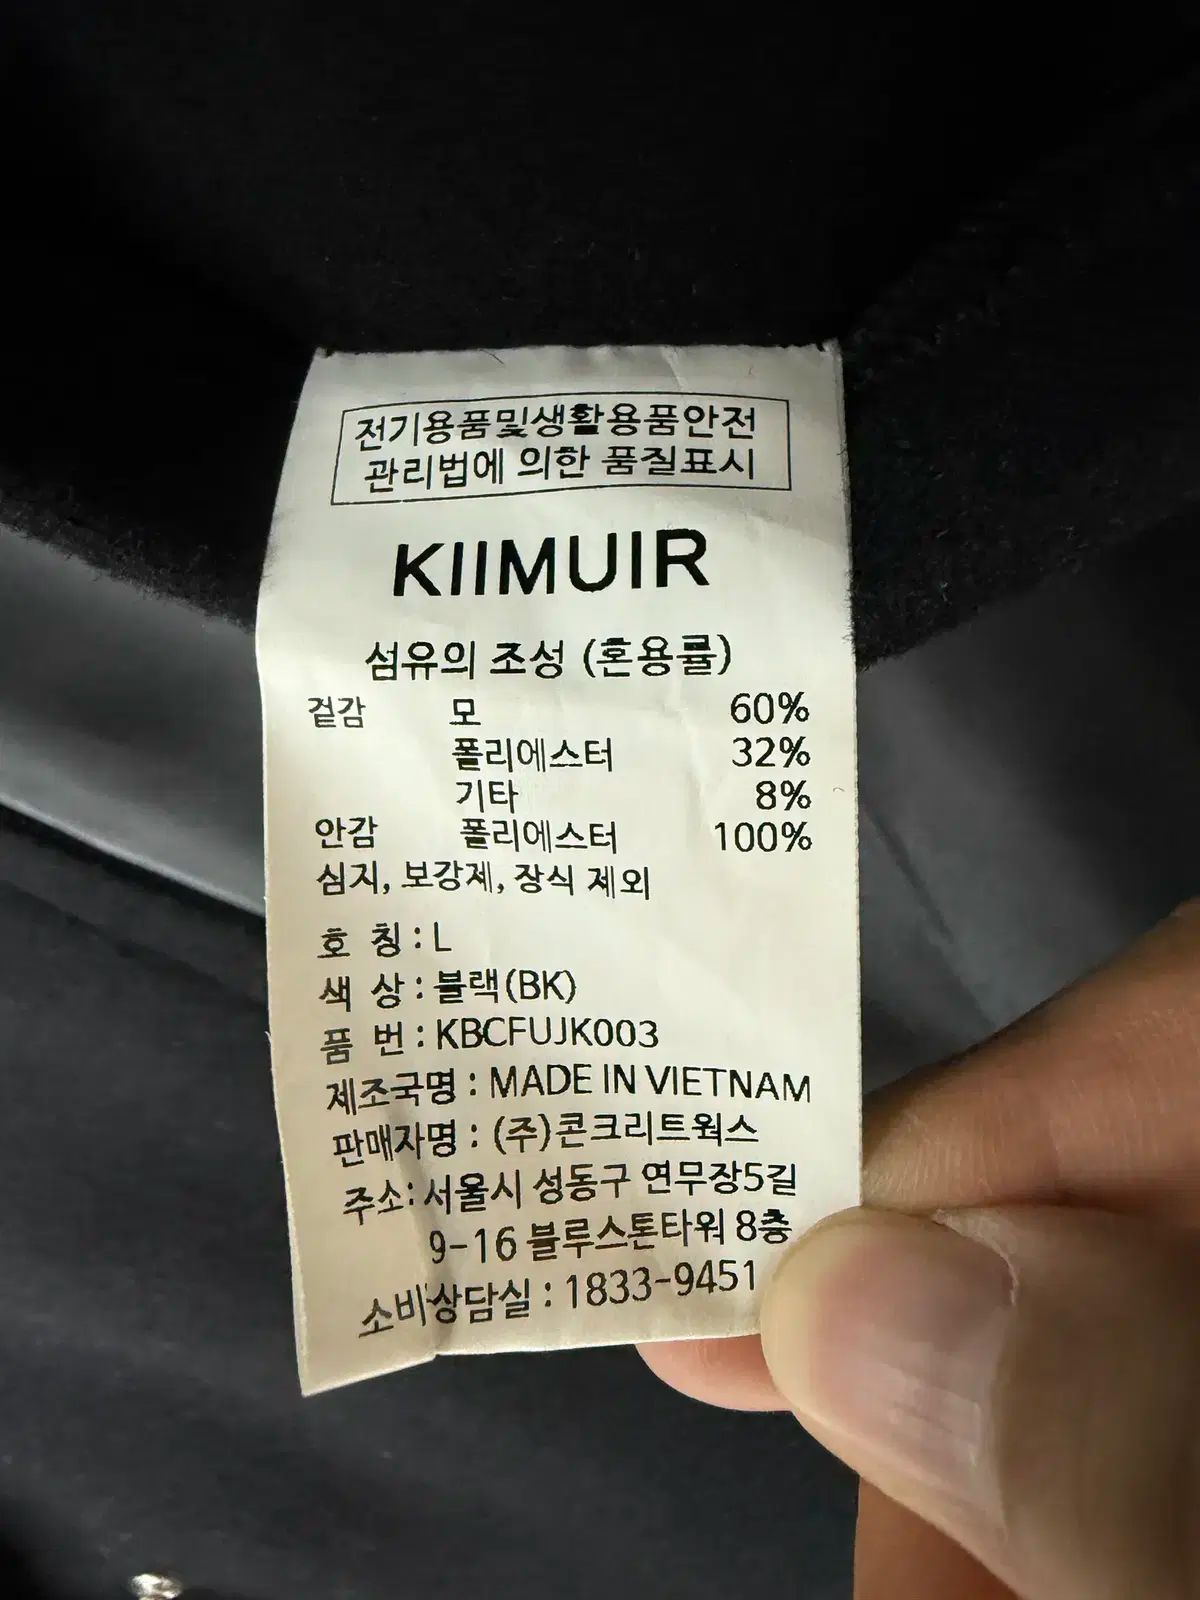 전기용품및생활용품안전
관리법에 의한 품질표시
KIIMUIR
섬유의 조성 (혼용률)
겉감 모 60%
폴리에스터 32%
기타 8%
안감 폴리에스터 100%
심지, 보강제, 장식 제외
호 칭 : L
색 상 : 블랙(BK)
품 번 : KBCFUJK003
제조국명 : MADE IN VIETNAM
판매자명 : (주)콘크리트웍스
주소: 서울시 성동구 연무장5길
9-16 블루스톤타워 8층
소비상담실 : 1833-9451